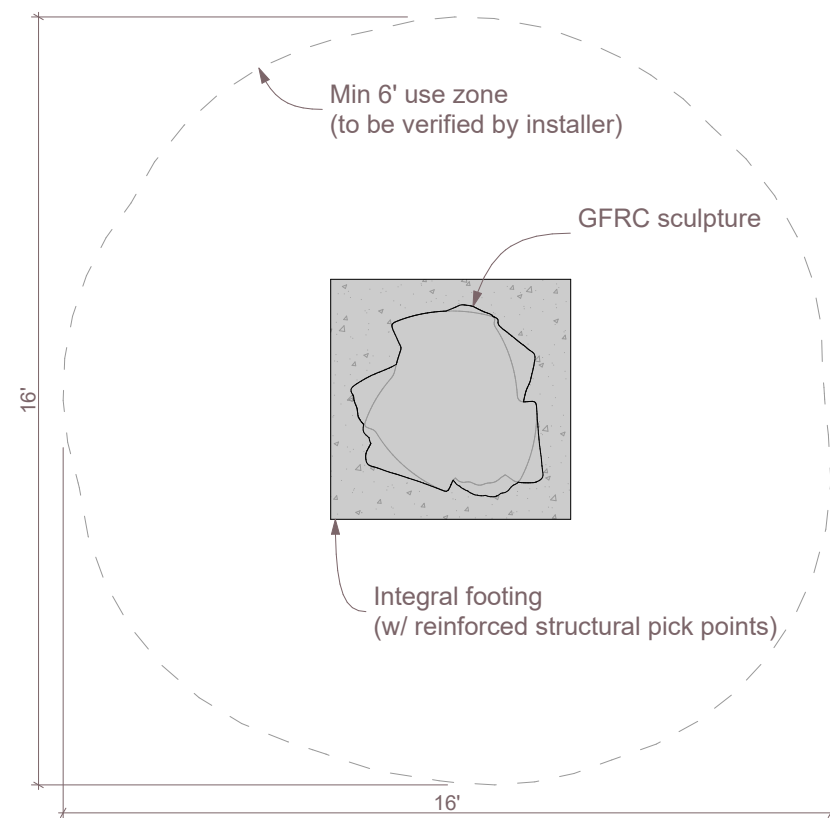 Min 6' use zone
(to be verified by installer)
GFRC sculpture
16'
Integral footing
(w/ reinforced structural pick points)
16'